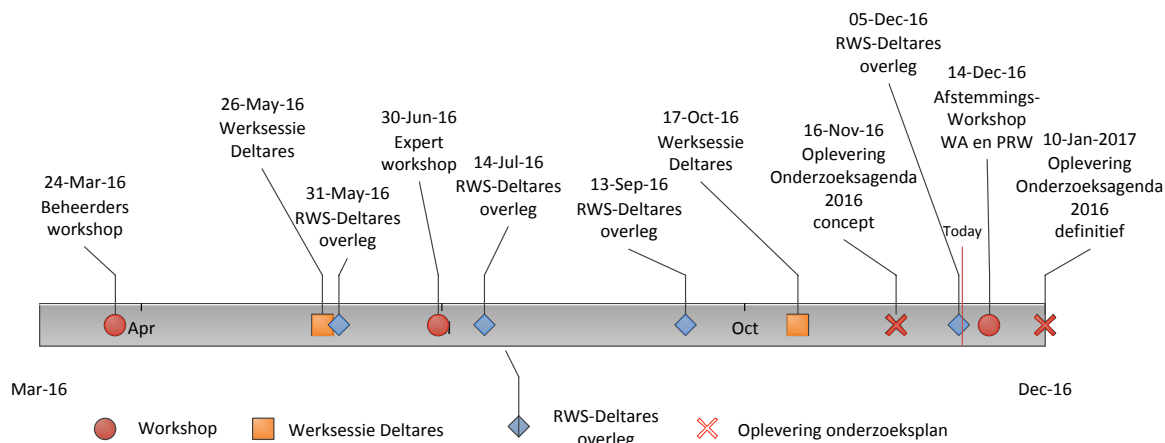 24-Mar-16
Beheerders
workshop
26-May-16
Werksessie
Deltares
31-May-16
RWS-Deltares
overleg
30-Jun-16
Expert
workshop
14-Jul-16
RWS-Deltares
overleg
13-Sep-16
RWS-Deltares
overleg
17-Oct-16
Werksessie
Deltares
16-Nov-16
Oplevering
Onderzoeksagenda
2016
concept
05-Dec-16
RWS-Deltares
overleg
Today
14-Dec-16
Afstemmings-
Workshop
WA en PRW
10-Jan-2017
Oplevering
Onderzoeksagenda
2016
definitief
Apr
Oct
Mar-16
Dec-16
Workshop
Werksessie Deltares
RWS-Deltares
overleg
Oplevering onderzoeksplan